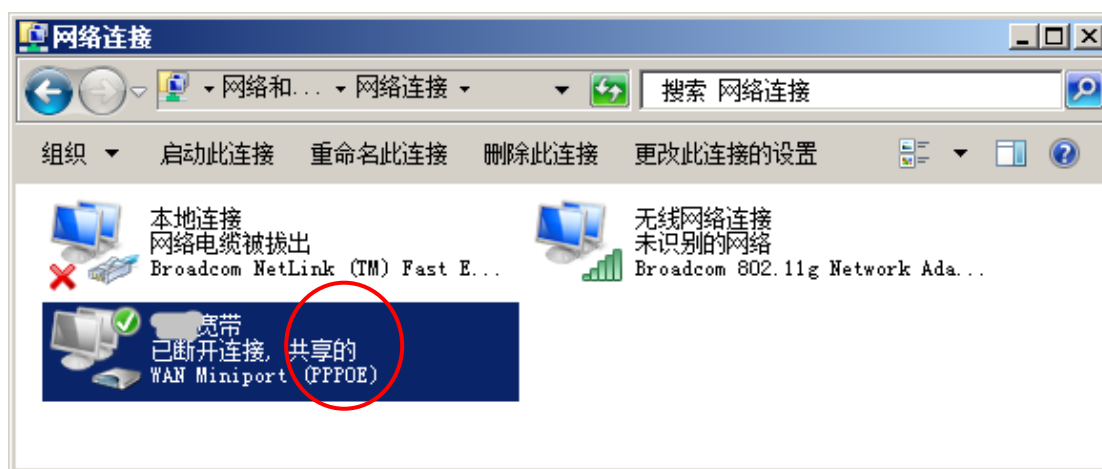 网络连接
网络和... 网络连接
搜索 网络连接
组织 启动此连接 重命名此连接 删除此连接 更改此连接的设置
本地连接
网络电缆被拔出
Broadcom NetLink (TM) Fast E...
无线网络连接
未识别的网络
Broadcom 802.11g Network Ada...
宽带
已断开连接, 共享的
WAN Miniport (PPPOE)